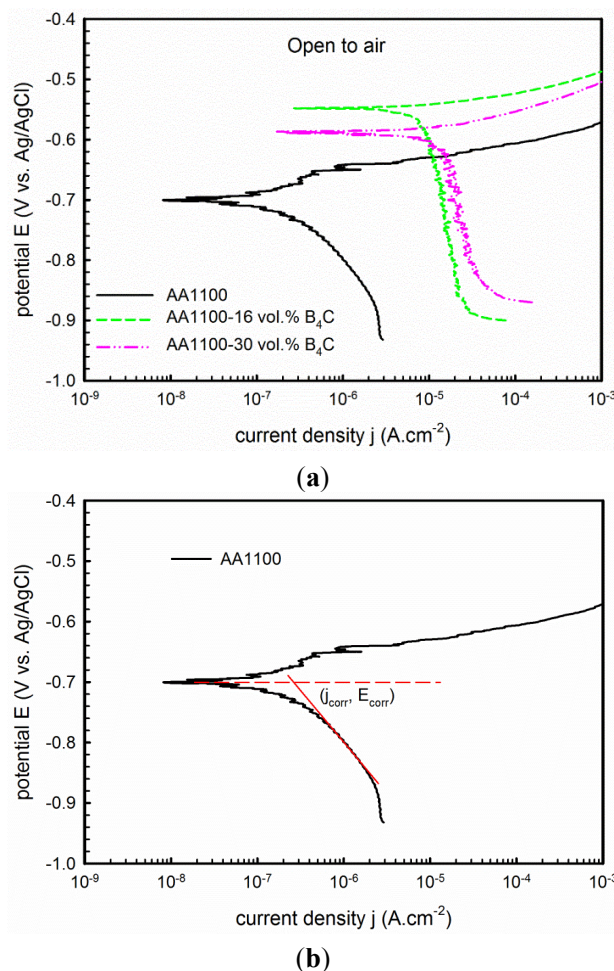 -0.4
Open to air
-0.5
-0.6
-0.7
-0.8
-0.9
-1.0
potential E (V vs. Ag/AgCl)
AA1100
AA1100-16 vol.% B₄C
AA1100-30 vol.% B₄C
10⁻⁹ 10⁻⁸ 10⁻⁷ 10⁻⁶ 10⁻⁵ 10⁻⁴ 10⁻³
current density j (A.cm⁻²)
(a)
-0.4
-0.5
-0.6
-0.7
-0.8
-0.9
-1.0
potential E (V vs. Ag/AgCl)
AA1100
(j_corr, E_corr)
10⁻⁹ 10⁻⁸ 10⁻⁷ 10⁻⁶ 10⁻⁵ 10⁻⁴ 10⁻³
current density j (A.cm⁻²)
(b)